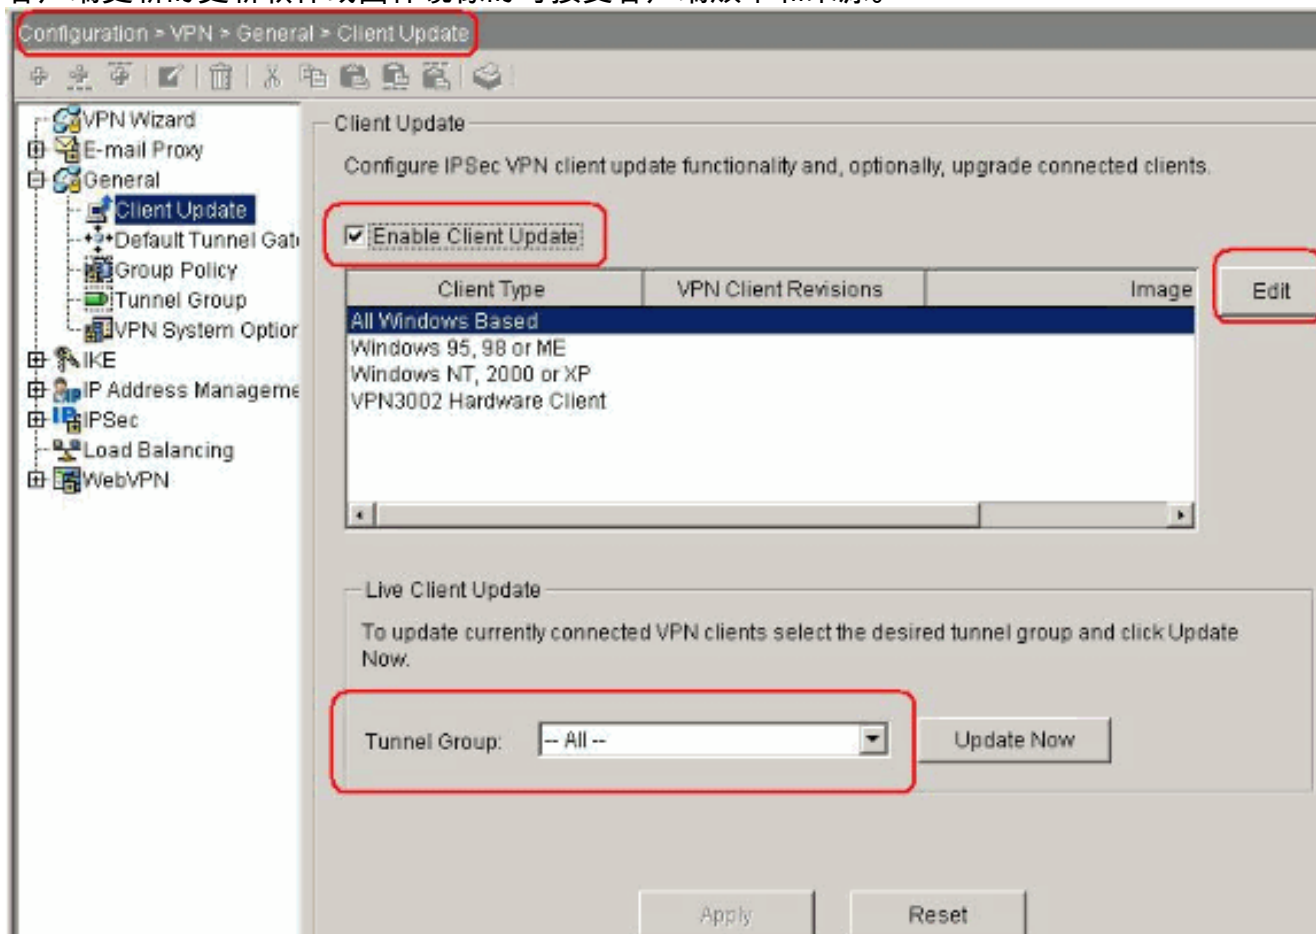 Configuration > VPN > General > Client Update
VPN Wizard
E-mail Proxy
General
Client Update
Default Tunnel Gat
Group Policy
Tunnel Group
VPN System Option
IKE
IP Address Manageme
IPSec
Load Balancing
WebVPN
Client Update
Configure IPSec VPN client update functionality and, optionally, upgrade connected clients.
Enable Client Update
Client Type VPN Client Revisions Image
All Windows Based
Windows 95, 98 or ME
Windows NT, 2000 or XP
VPN3002 Hardware Client
Edit
Live Client Update
To update currently connected VPN clients select the desired tunnel group and click Update
Now.
Tunnel Group: -- All -- Update Now
Apply Reset